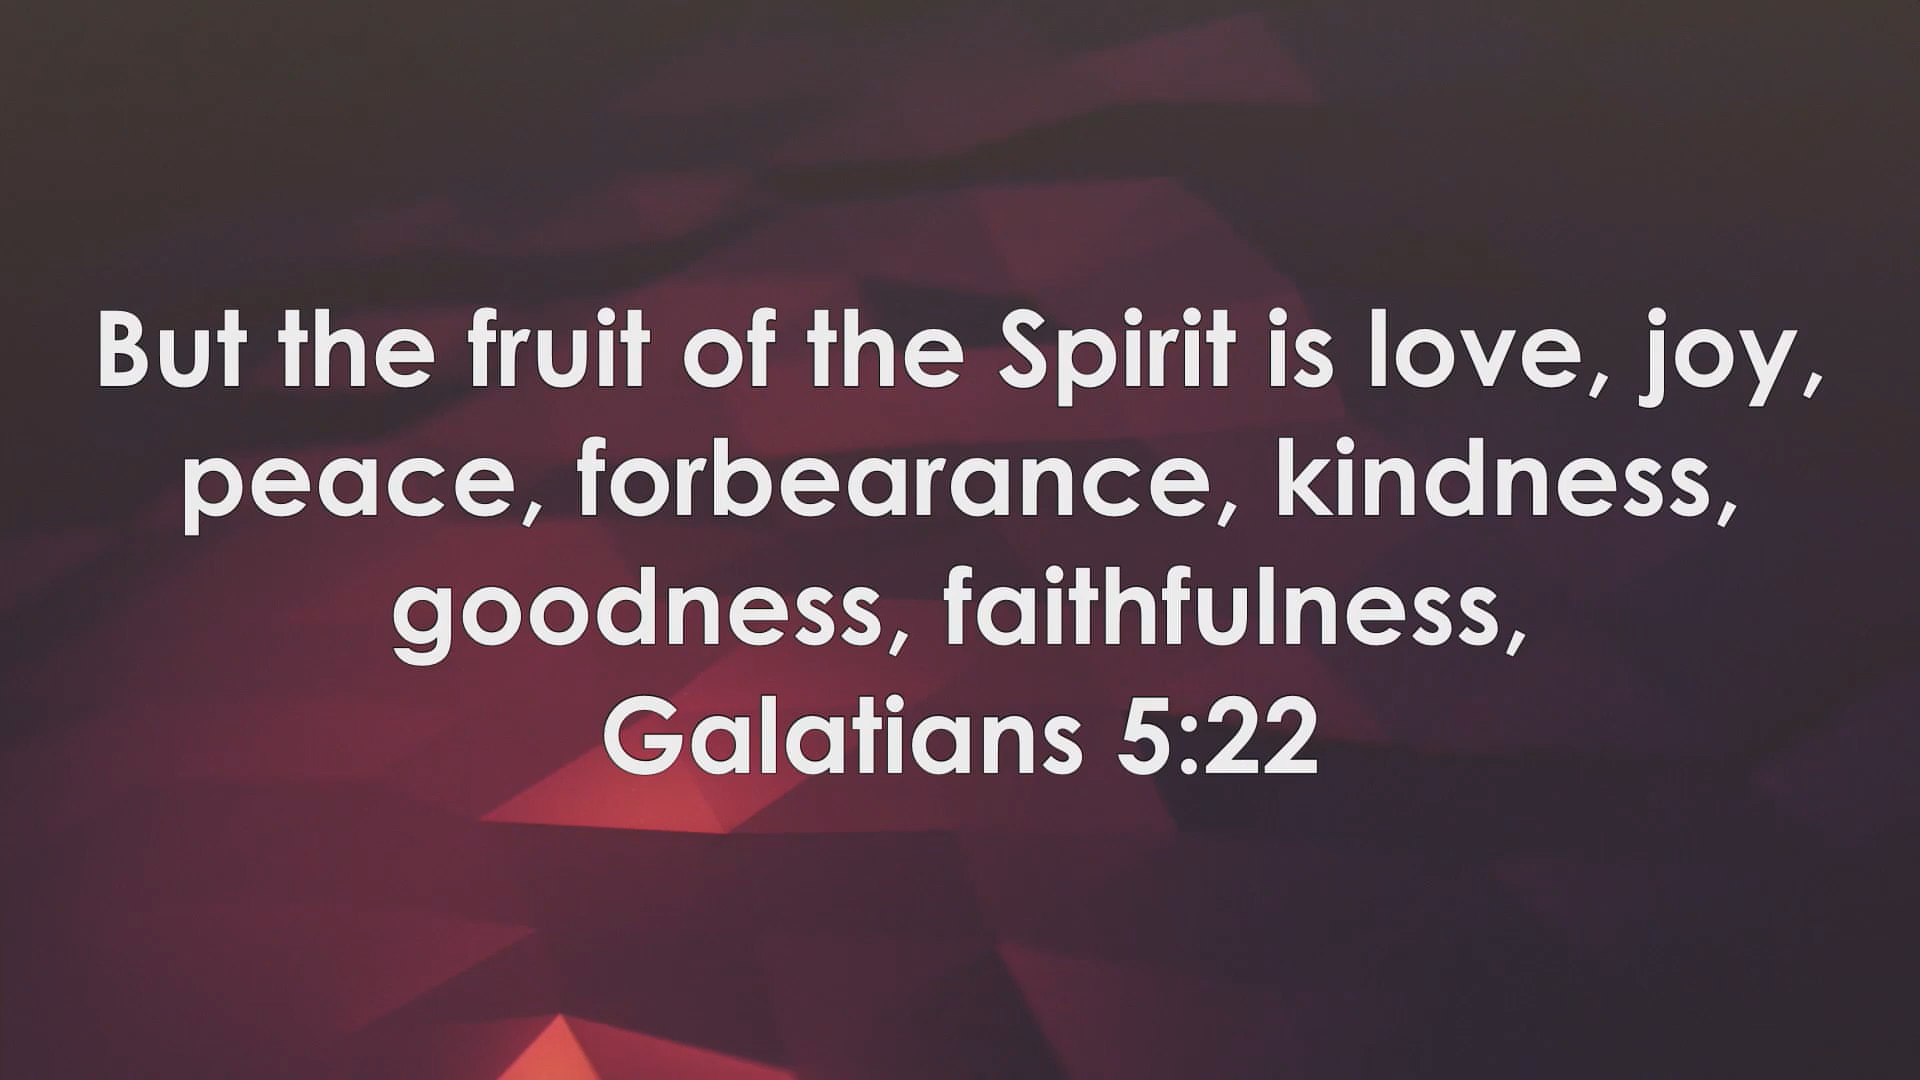 But the fruit of the Spirit is love, joy,
peace, forbearance, kindness,
goodness, faithfulness,
Galatians 5:22